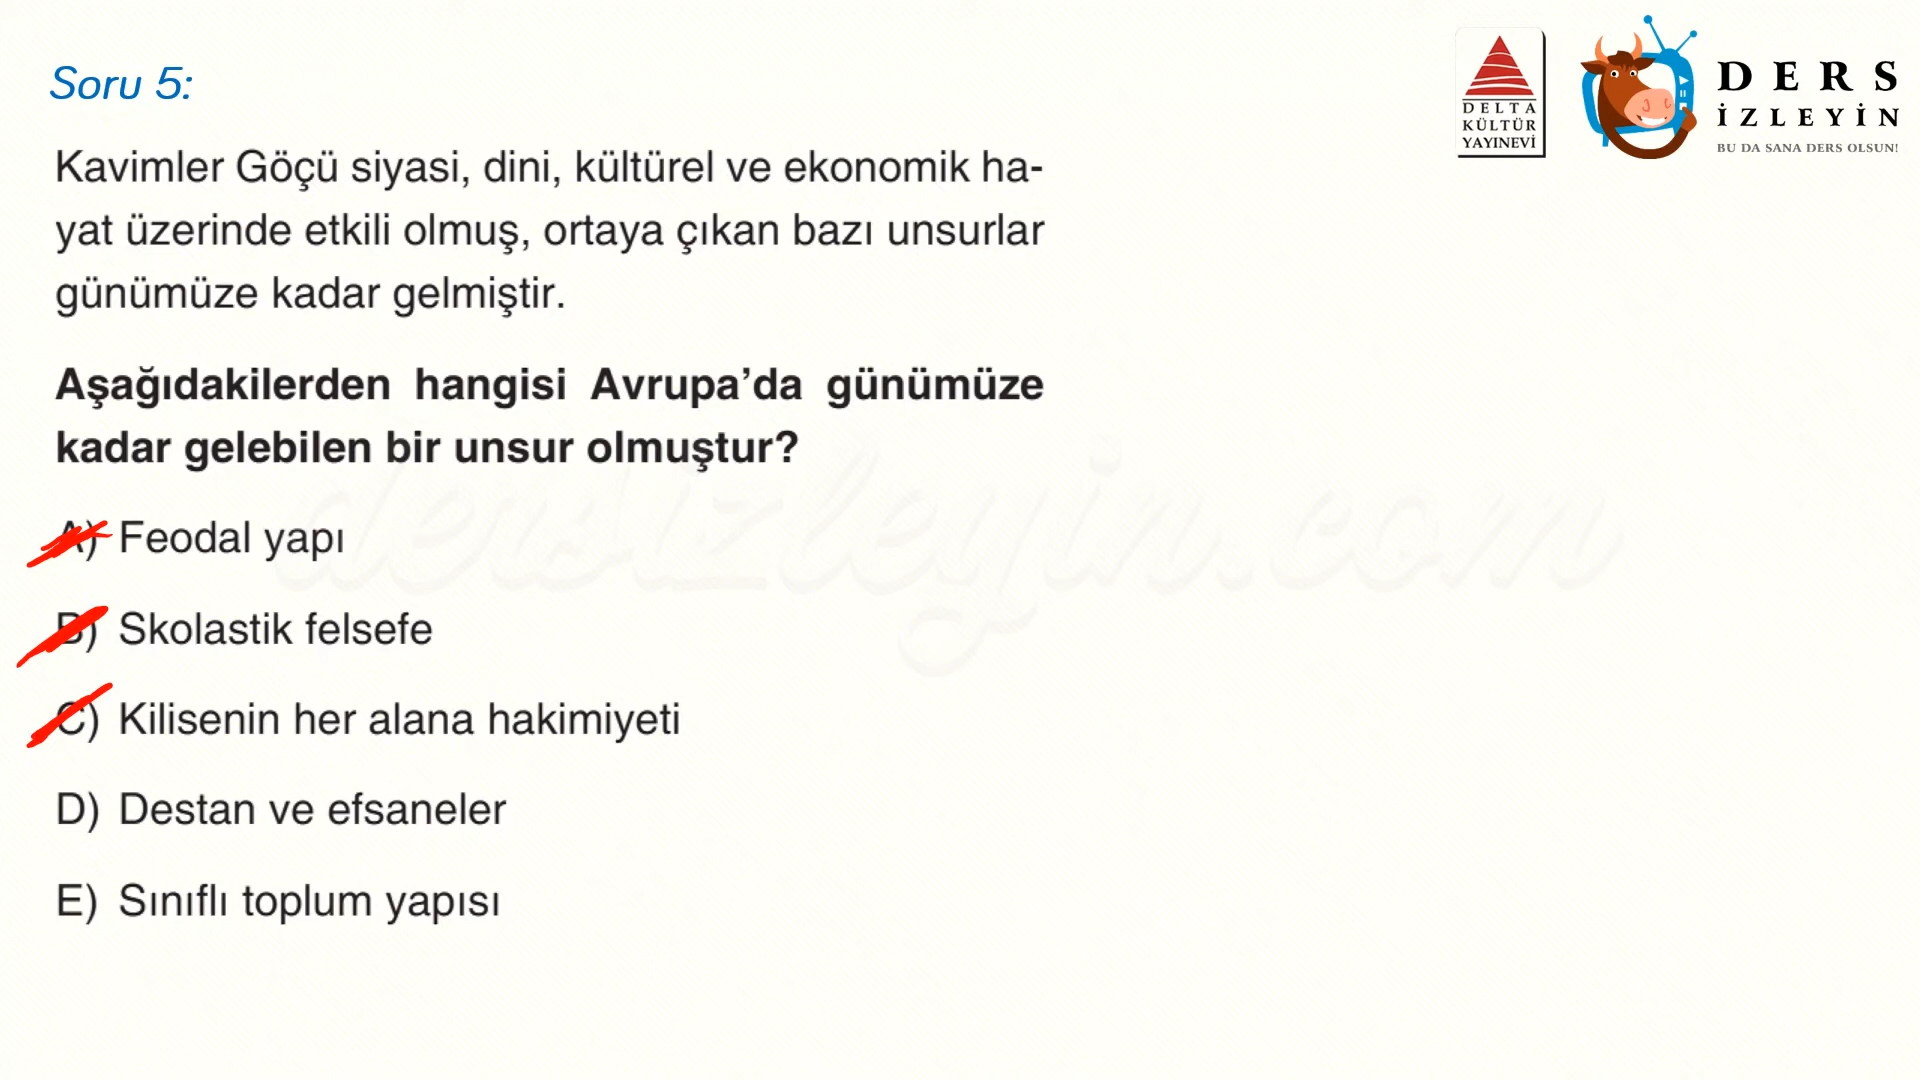 Soru 5:
DELTA
KÜLTÜR
YAYINEVİ
DERS
İZLEYİN
BU DA SANA DERS OLSUN!
Kavimler Göçü siyasi, dini, kültürel ve ekonomik ha-
yat üzerinde etkili olmuş, ortaya çıkan bazı unsurlar
günümüze kadar gelmiştir.
Aşağıdakilerden hangisi Avrupa’da günümüze
kadar gelebilen bir unsur olmuştur?
A) Feodal yapı
B) Skolastik felsefe
C) Kilisenin her alana hakimiyeti
D) Destan ve efsaneler
E) Sınıflı toplum yapısı
dersizleyin.com